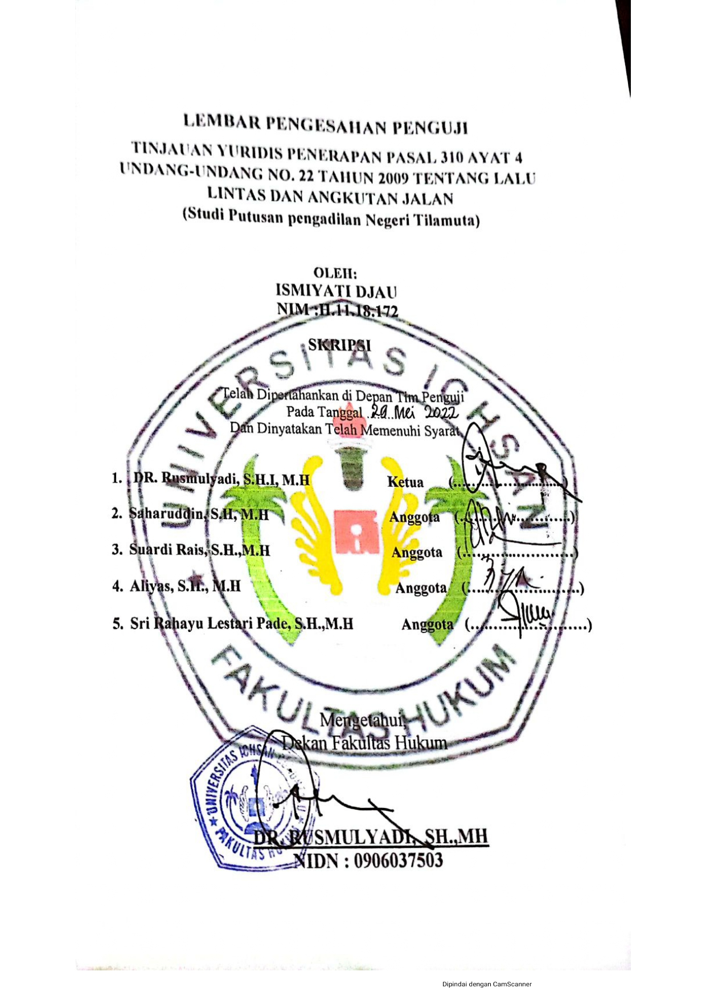 LEMBAR PENGESAHAN PENGUJI
TINJAUAN YURIDIS PENERAPAN PASAL 310 AYAT 4
UNDANG-UNDANG NO. 22 TAHUN 2009 TENTANG LALU
LINTAS DAN ANGKUTAN JALAN
(Studi Putusan pengadilan Negeri Tilamuta)
OLEH:
ISMIYATI DJAU
NIM :H.11.18.172
SKRIPSI
UNIVERSITAS ICHSAN
Telah Dipertahankan di Depan Tim Penguji
Pada Tanggal .29..Mei 2022
Dan Dinyatakan Telah Memenuhi Syarat
1. DR. Rusmulyadi, S.H.I, M.H Ketua (..............................)
2. Saharuddin, S.H, M.H Anggota (..............................)
3. Suardi Rais, S.H.,M.H Anggota (..............................)
4. Aliyas, S.H., M.H Anggota (..............................)
5. Sri Rahayu Lestari Pade, S.H.,M.H Anggota (..............................)
FAKULTAS HUKUM
Mengetahui,
Dekan Fakultas Hukum
UNIVERSITAS ICHSAN
FAKULTAS
DR. RUSMULYADI, SH.,MH
NIDN : 0906037503
Dipindai dengan CamScanner